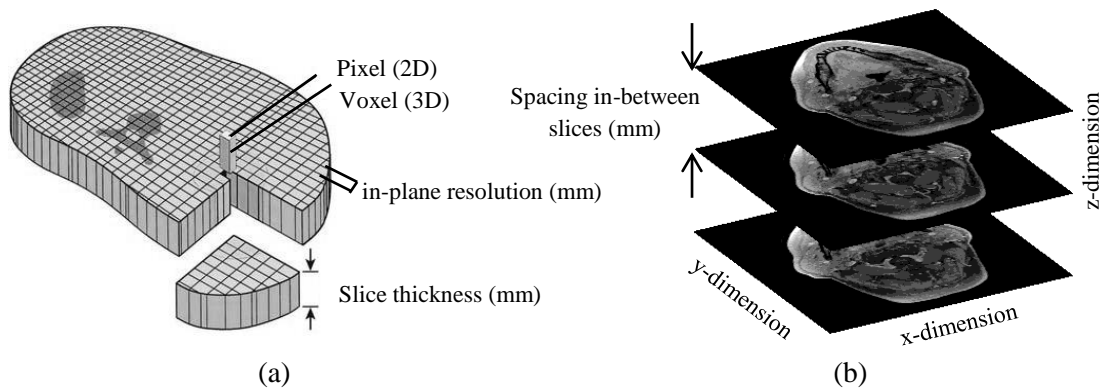 Pixel (2D)
Voxel (3D)
in-plane resolution (mm)
Slice thickness (mm)
(a)
Spacing in-between
slices (mm)
z-dimension
y-dimension
x-dimension
(b)